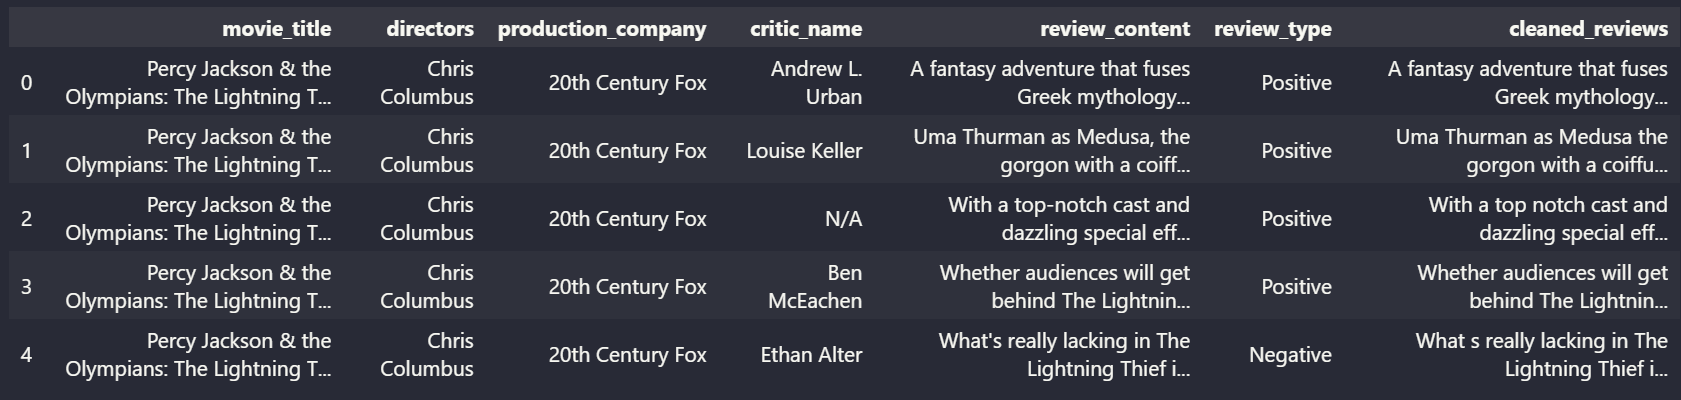 movie_title directors production_company critic_name review_content review_type cleaned_reviews
0 Percy Jackson & the Olympians: The Lightning T... Chris Columbus 20th Century Fox Andrew L. Urban A fantasy adventure that fuses Greek mythology... Positive A fantasy adventure that fuses Greek mythology...
1 Percy Jackson & the Olympians: The Lightning T... Chris Columbus 20th Century Fox Louise Keller Uma Thurman as Medusa, the gorgon with a coiff... Positive Uma Thurman as Medusa the gorgon with a coiffu...
2 Percy Jackson & the Olympians: The Lightning T... Chris Columbus 20th Century Fox N/A With a top-notch cast and dazzling special eff... Positive With a top notch cast and dazzling special eff...
3 Percy Jackson & the Olympians: The Lightning T... Chris Columbus 20th Century Fox Ben McEachen Whether audiences will get behind The Lightnin... Positive Whether audiences will get behind The Lightnin...
4 Percy Jackson & the Olympians: The Lightning T... Chris Columbus 20th Century Fox Ethan Alter What's really lacking in The Lightning Thief i... Negative What s really lacking in The Lightning Thief i...